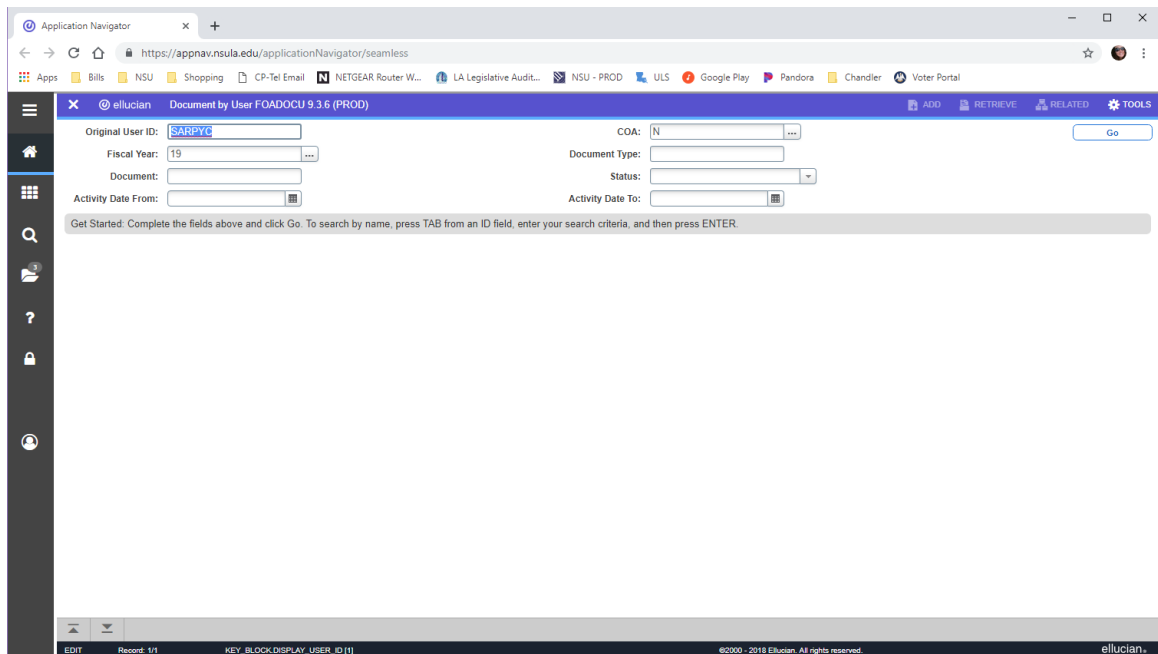 Application Navigator
https://appnav.nsula.edu/applicationNavigator/seamless
Apps Bills NSU Shopping CP-Tel Email NETGEAR Router W... LA Legislative Audit... NSU - PROD ULS Google Play Pandora Chandler Voter Portal
ellucian Document by User FOADOCU 9.3.6 (PROD) ADD RETRIEVE RELATED TOOLS
Original User ID: SARPYC COA: N ... Go
Fiscal Year: 19 ... Document Type:
Document: Status:
Activity Date From: Activity Date To:
Get Started: Complete the fields above and click Go. To search by name, press TAB from an ID field, enter your search criteria, and then press ENTER.
3
?
EDIT Record: 1/1 KEY_BLOCK.DISPLAY_USER_ID [1] ©2000 - 2018 Ellucian. All rights reserved. ellucian.